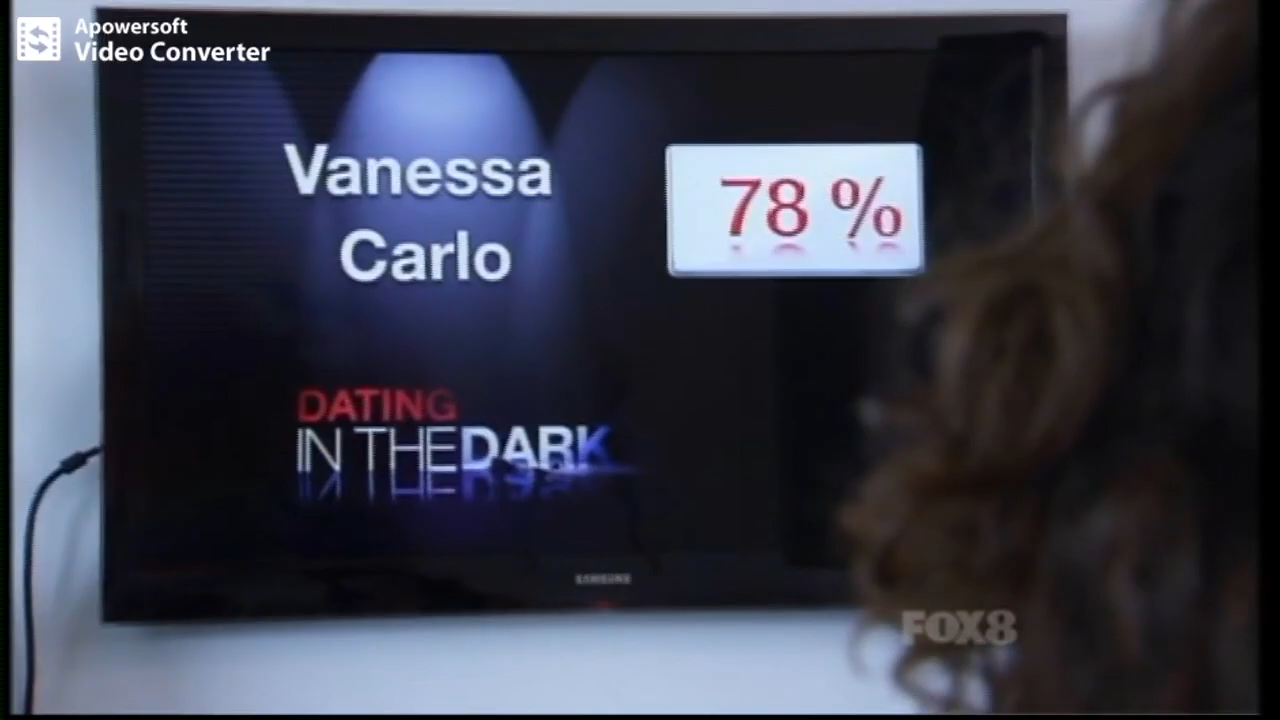 Apowersoft
Video Converter
Vanessa
Carlo
78 %
DATING
IN THE DARK
SAMSUNG
FOX8